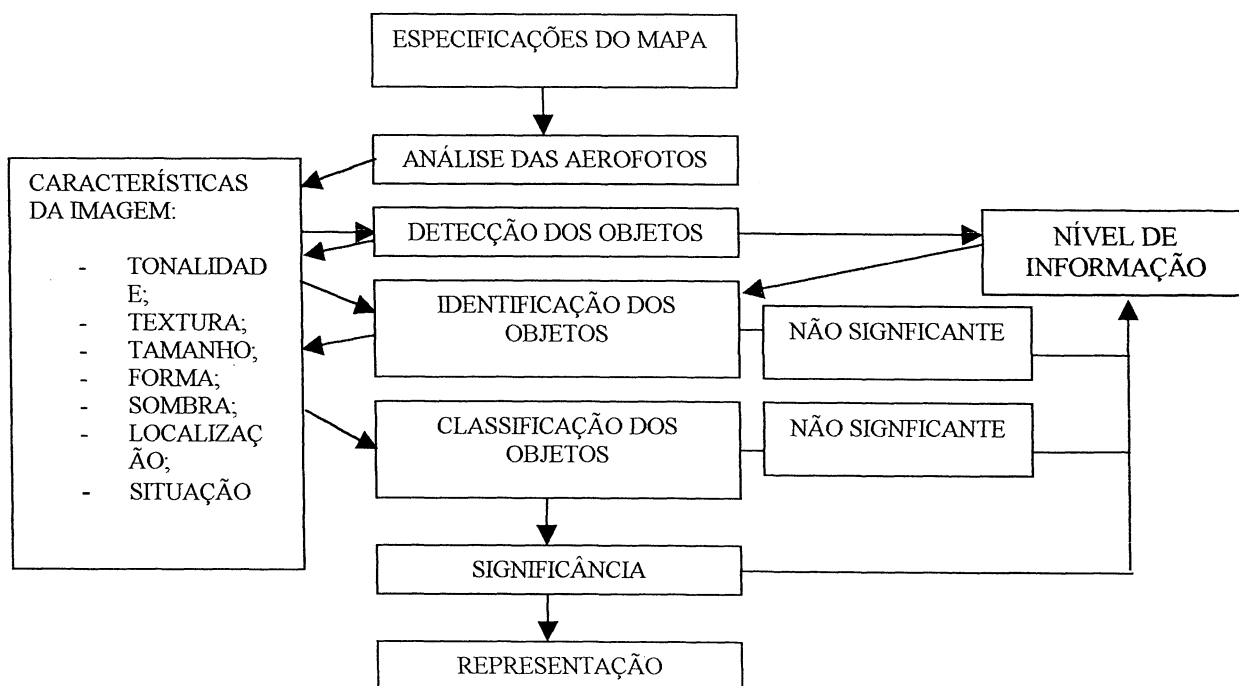 ESPECIFICAÇÕES DO MAPA
ANÁLISE DAS AEROFOTOS
CARACTERÍSTICAS
DA IMAGEM:
- TONALIDAD
E;
- TEXTURA;
- TAMANHO;
- FORMA;
- SOMBRA;
- LOCALIZAÇ
ÃO;
- SITUAÇÃO
DETECÇÃO DOS OBJETOS
NÍVEL DE
INFORMAÇÃO
IDENTIFICAÇÃO DOS
OBJETOS
NÃO SIGNFICANTE
CLASSIFICAÇÃO DOS
OBJETOS
NÃO SIGNFICANTE
SIGNIFICÂNCIA
REPRESENTAÇÃO